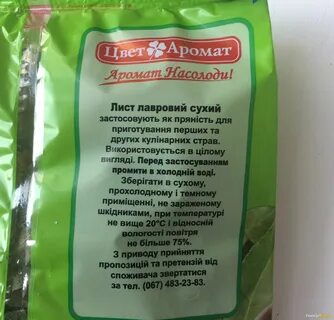 Цвет Аромат
Аромат Насолоди!
Лист лавровий сухий
застосовують як пряність для
приготування перших та
других кулінарних страв.
Використовується в цілому
вигляді. Перед застосуванням
промити в холодній воді.
Зберігати в сухому,
прохолодному і темному
приміщенні, не зараженому
шкідниками, при температурі
не вище 20°С і відносній
вологості повітря
не більше 75%.
З приводу прийняття
пропозицій та претензій від
споживача звертатися
за тел. (067) 483-23-83.